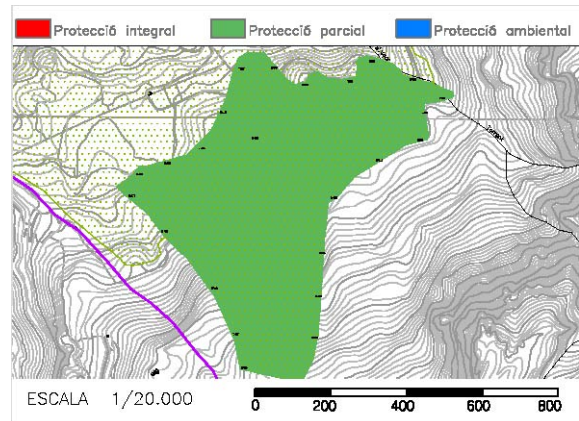 Protecció integral Protecció parcial Protecció ambiental
ESCALA 1/20.000
0 200 400 600 800